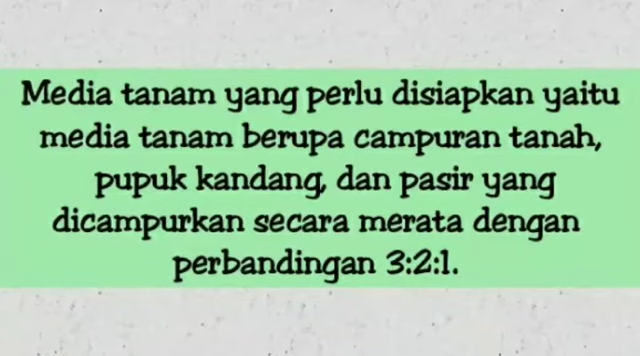 Media tanam yang perlu disiapkan yaitu
media tanam berupa campuran tanah,
pupuk kandang, dan pasir yang
dicampurkan secara merata dengan
perbandingan 3:2:1.